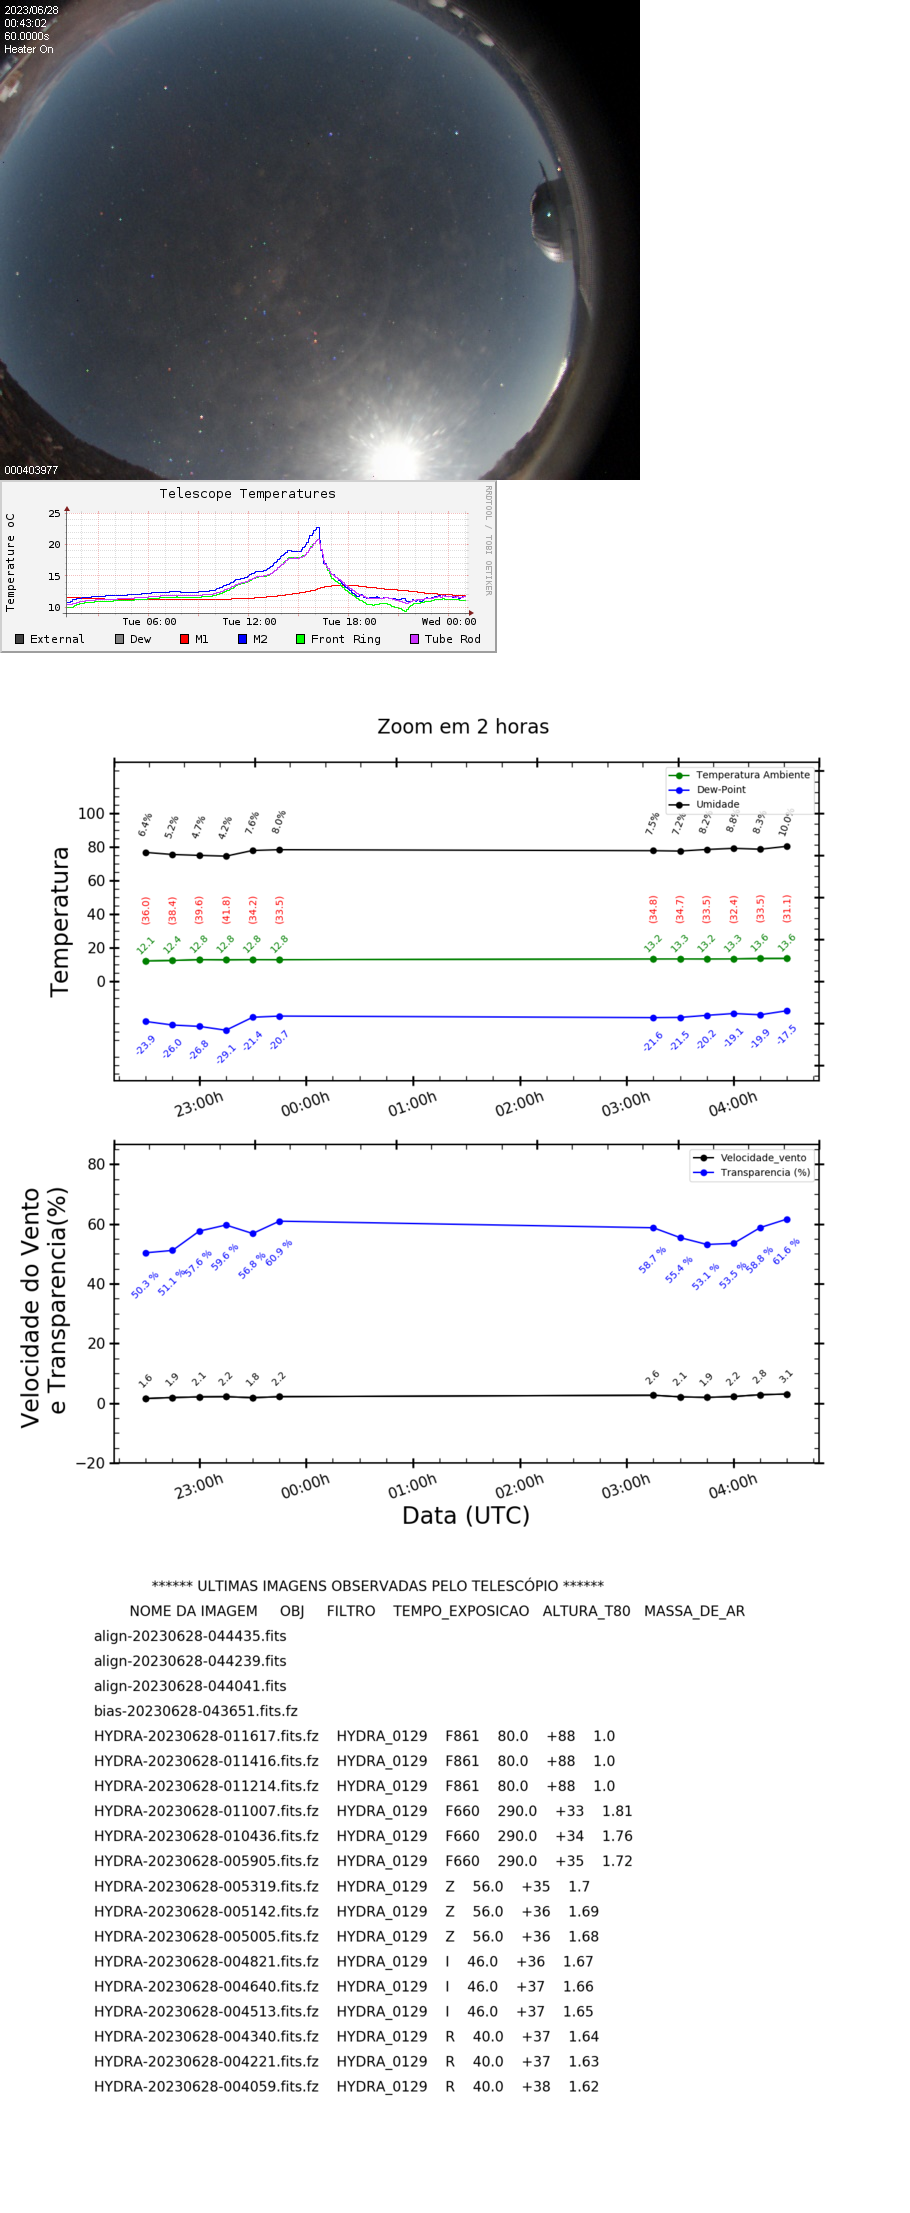 2023/06/28
00:43:02
60.0000s
Heater On
000403977
Telescope Temperatures
RRDTOOL / TOBI OETIKER
Temperature oC
25
20
15
10
Tue 06:00 Tue 12:00 Tue 18:00 Wed 00:00
External Dew M1 M2 Front Ring Tube Rod
Zoom em 2 horas
Temperatura Ambiente
Dew-Point
Umidade
Temperatura
100
80
60
40
20
0
6.4% 5.2% 4.7% 4.2% 7.6% 8.0% 7.5% 7.2% 8.2% 8.8% 8.3% 10.0%
(36.0) (38.4) (39.6) (41.8) (34.2) (33.5) (34.8) (34.7) (33.5) (32.4) (33.5) (31.1)
12.1 12.4 12.8 12.8 12.8 12.8 13.2 13.3 13.2 13.3 13.6 13.6
-23.9 -26.0 -26.8 -29.1 -21.4 -20.7 -21.6 -21.5 -20.2 -19.1 -19.9 -17.5
23:00h 00:00h 01:00h 02:00h 03:00h 04:00h
Velocidade_vento
Transparencia (%)
Velocidade do Vento
e Transparencia(%)
80
60
40
20
0
−20
50.3 % 51.1 % 57.6 % 59.6 % 56.8 % 60.9 % 58.7 % 55.4 % 53.1 % 53.5 % 58.8 % 61.6 %
1.6 1.9 2.1 2.2 1.8 2.2 2.6 2.1 1.9 2.2 2.8 3.1
23:00h 00:00h 01:00h 02:00h 03:00h 04:00h
Data (UTC)
****** ULTIMAS IMAGENS OBSERVADAS PELO TELESCÓPIO ******
NOME DA IMAGEM OBJ FILTRO TEMPO_EXPOSICAO ALTURA_T80 MASSA_DE_AR
align-20230628-044435.fits
align-20230628-044239.fits
align-20230628-044041.fits
bias-20230628-043651.fits.fz
HYDRA-20230628-011617.fits.fz HYDRA_0129 F861 80.0 +88 1.0
HYDRA-20230628-011416.fits.fz HYDRA_0129 F861 80.0 +88 1.0
HYDRA-20230628-011214.fits.fz HYDRA_0129 F861 80.0 +88 1.0
HYDRA-20230628-011007.fits.fz HYDRA_0129 F660 290.0 +33 1.81
HYDRA-20230628-010436.fits.fz HYDRA_0129 F660 290.0 +34 1.76
HYDRA-20230628-005905.fits.fz HYDRA_0129 F660 290.0 +35 1.72
HYDRA-20230628-005319.fits.fz HYDRA_0129 Z 56.0 +35 1.7
HYDRA-20230628-005142.fits.fz HYDRA_0129 Z 56.0 +36 1.69
HYDRA-20230628-005005.fits.fz HYDRA_0129 Z 56.0 +36 1.68
HYDRA-20230628-004821.fits.fz HYDRA_0129 I 46.0 +36 1.67
HYDRA-20230628-004640.fits.fz HYDRA_0129 I 46.0 +37 1.66
HYDRA-20230628-004513.fits.fz HYDRA_0129 I 46.0 +37 1.65
HYDRA-20230628-004340.fits.fz HYDRA_0129 R 40.0 +37 1.64
HYDRA-20230628-004221.fits.fz HYDRA_0129 R 40.0 +37 1.63
HYDRA-20230628-004059.fits.fz HYDRA_0129 R 40.0 +38 1.62